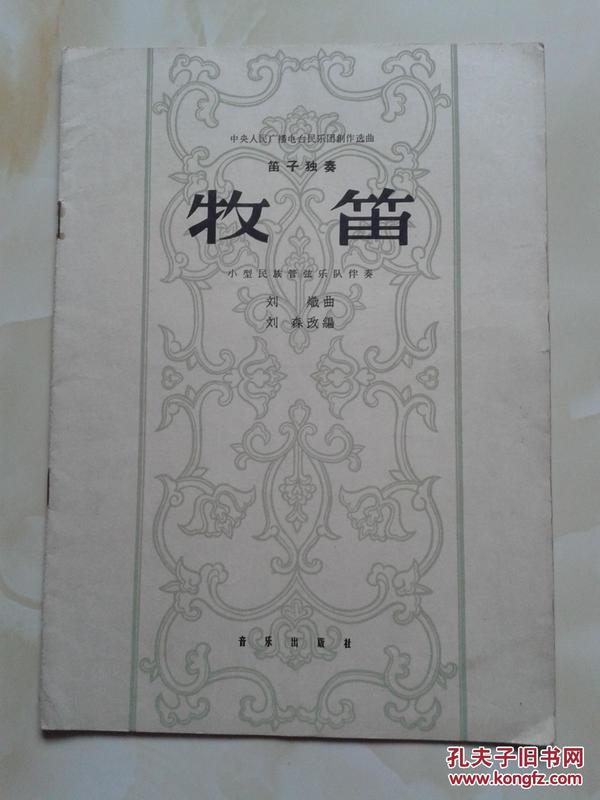 中央人民广播电台民乐团創作选曲
笛子独奏
牧笛
小型民族管弦乐队伴奏
刘 熾曲
刘 森改編
音乐出版社
孔夫子旧书网
www.kongfz.com